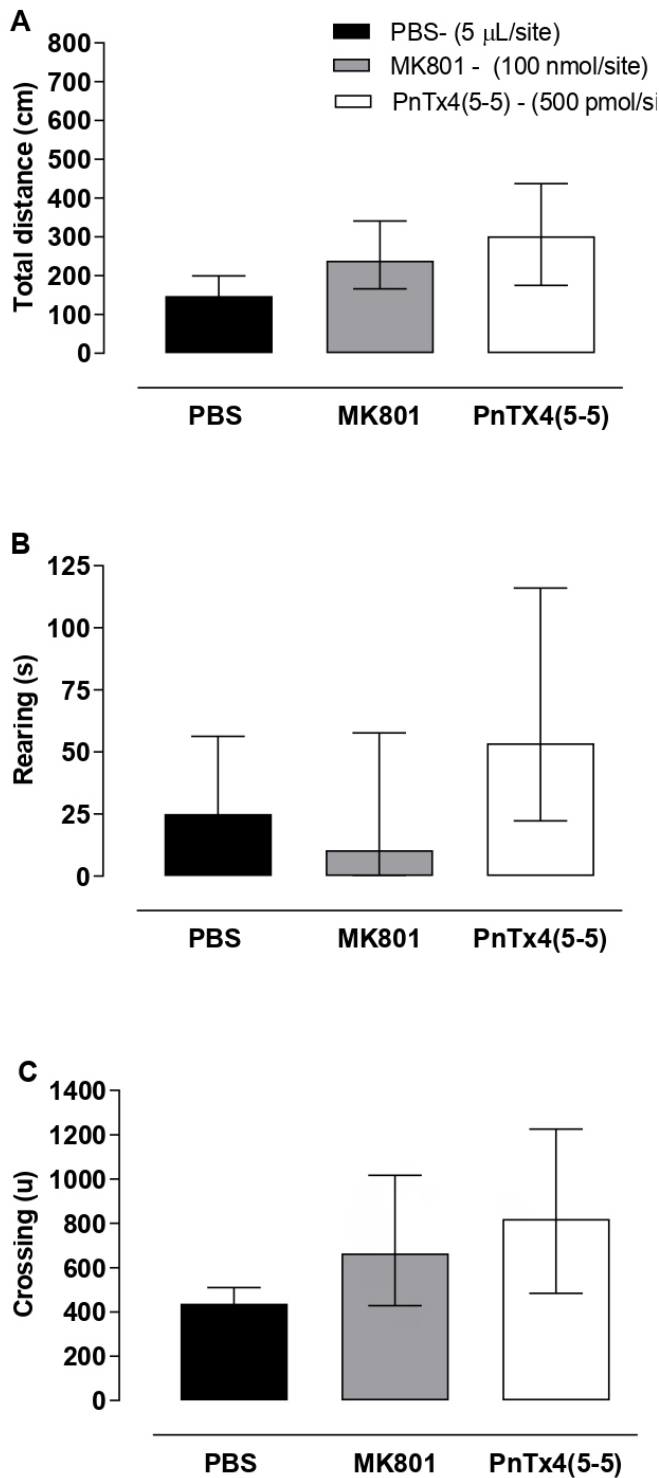 A
PBS- (5 μL/site)
MK801 - (100 nmol/site)
PnTx4(5-5) - (500 pmol/si
Total distance (cm)
800
700
600
500
400
300
200
100
0
PBS MK801 PnTX4(5-5)
B
Rearing (s)
125
100
75
50
25
0
PBS MK801 PnTx4(5-5)
C
Crossing (u)
1400
1200
1000
800
600
400
200
0
PBS MK801 PnTx4(5-5)